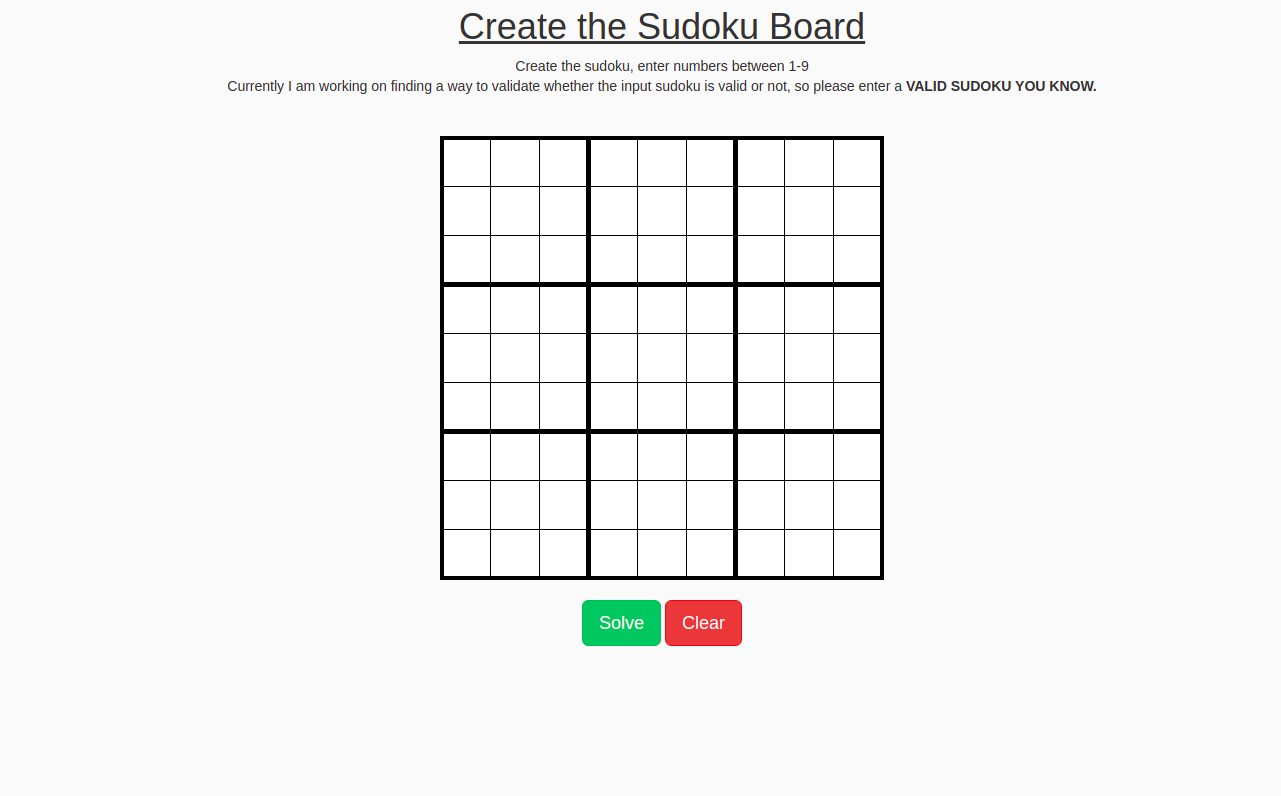 Create the Sudoku Board
Create the sudoku, enter numbers between 1-9
Currently I am working on finding a way to validate whether the input sudoku is valid or not, so please enter a VALID SUDOKU YOU KNOW.
Solve
Clear